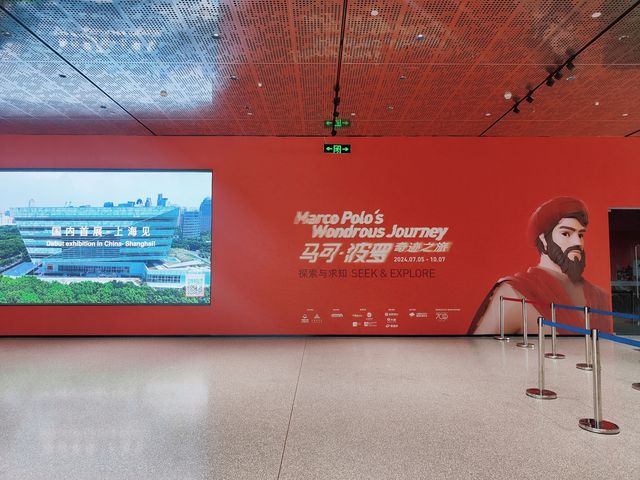 国内首展-上海见
Debut exhibition in China- Shanghai!
Marco Polo's
Wondrous Journey
马可·波罗 奇迹之旅
2024.07.05 - 10.07
探索与求知 SEEK & EXPLORE